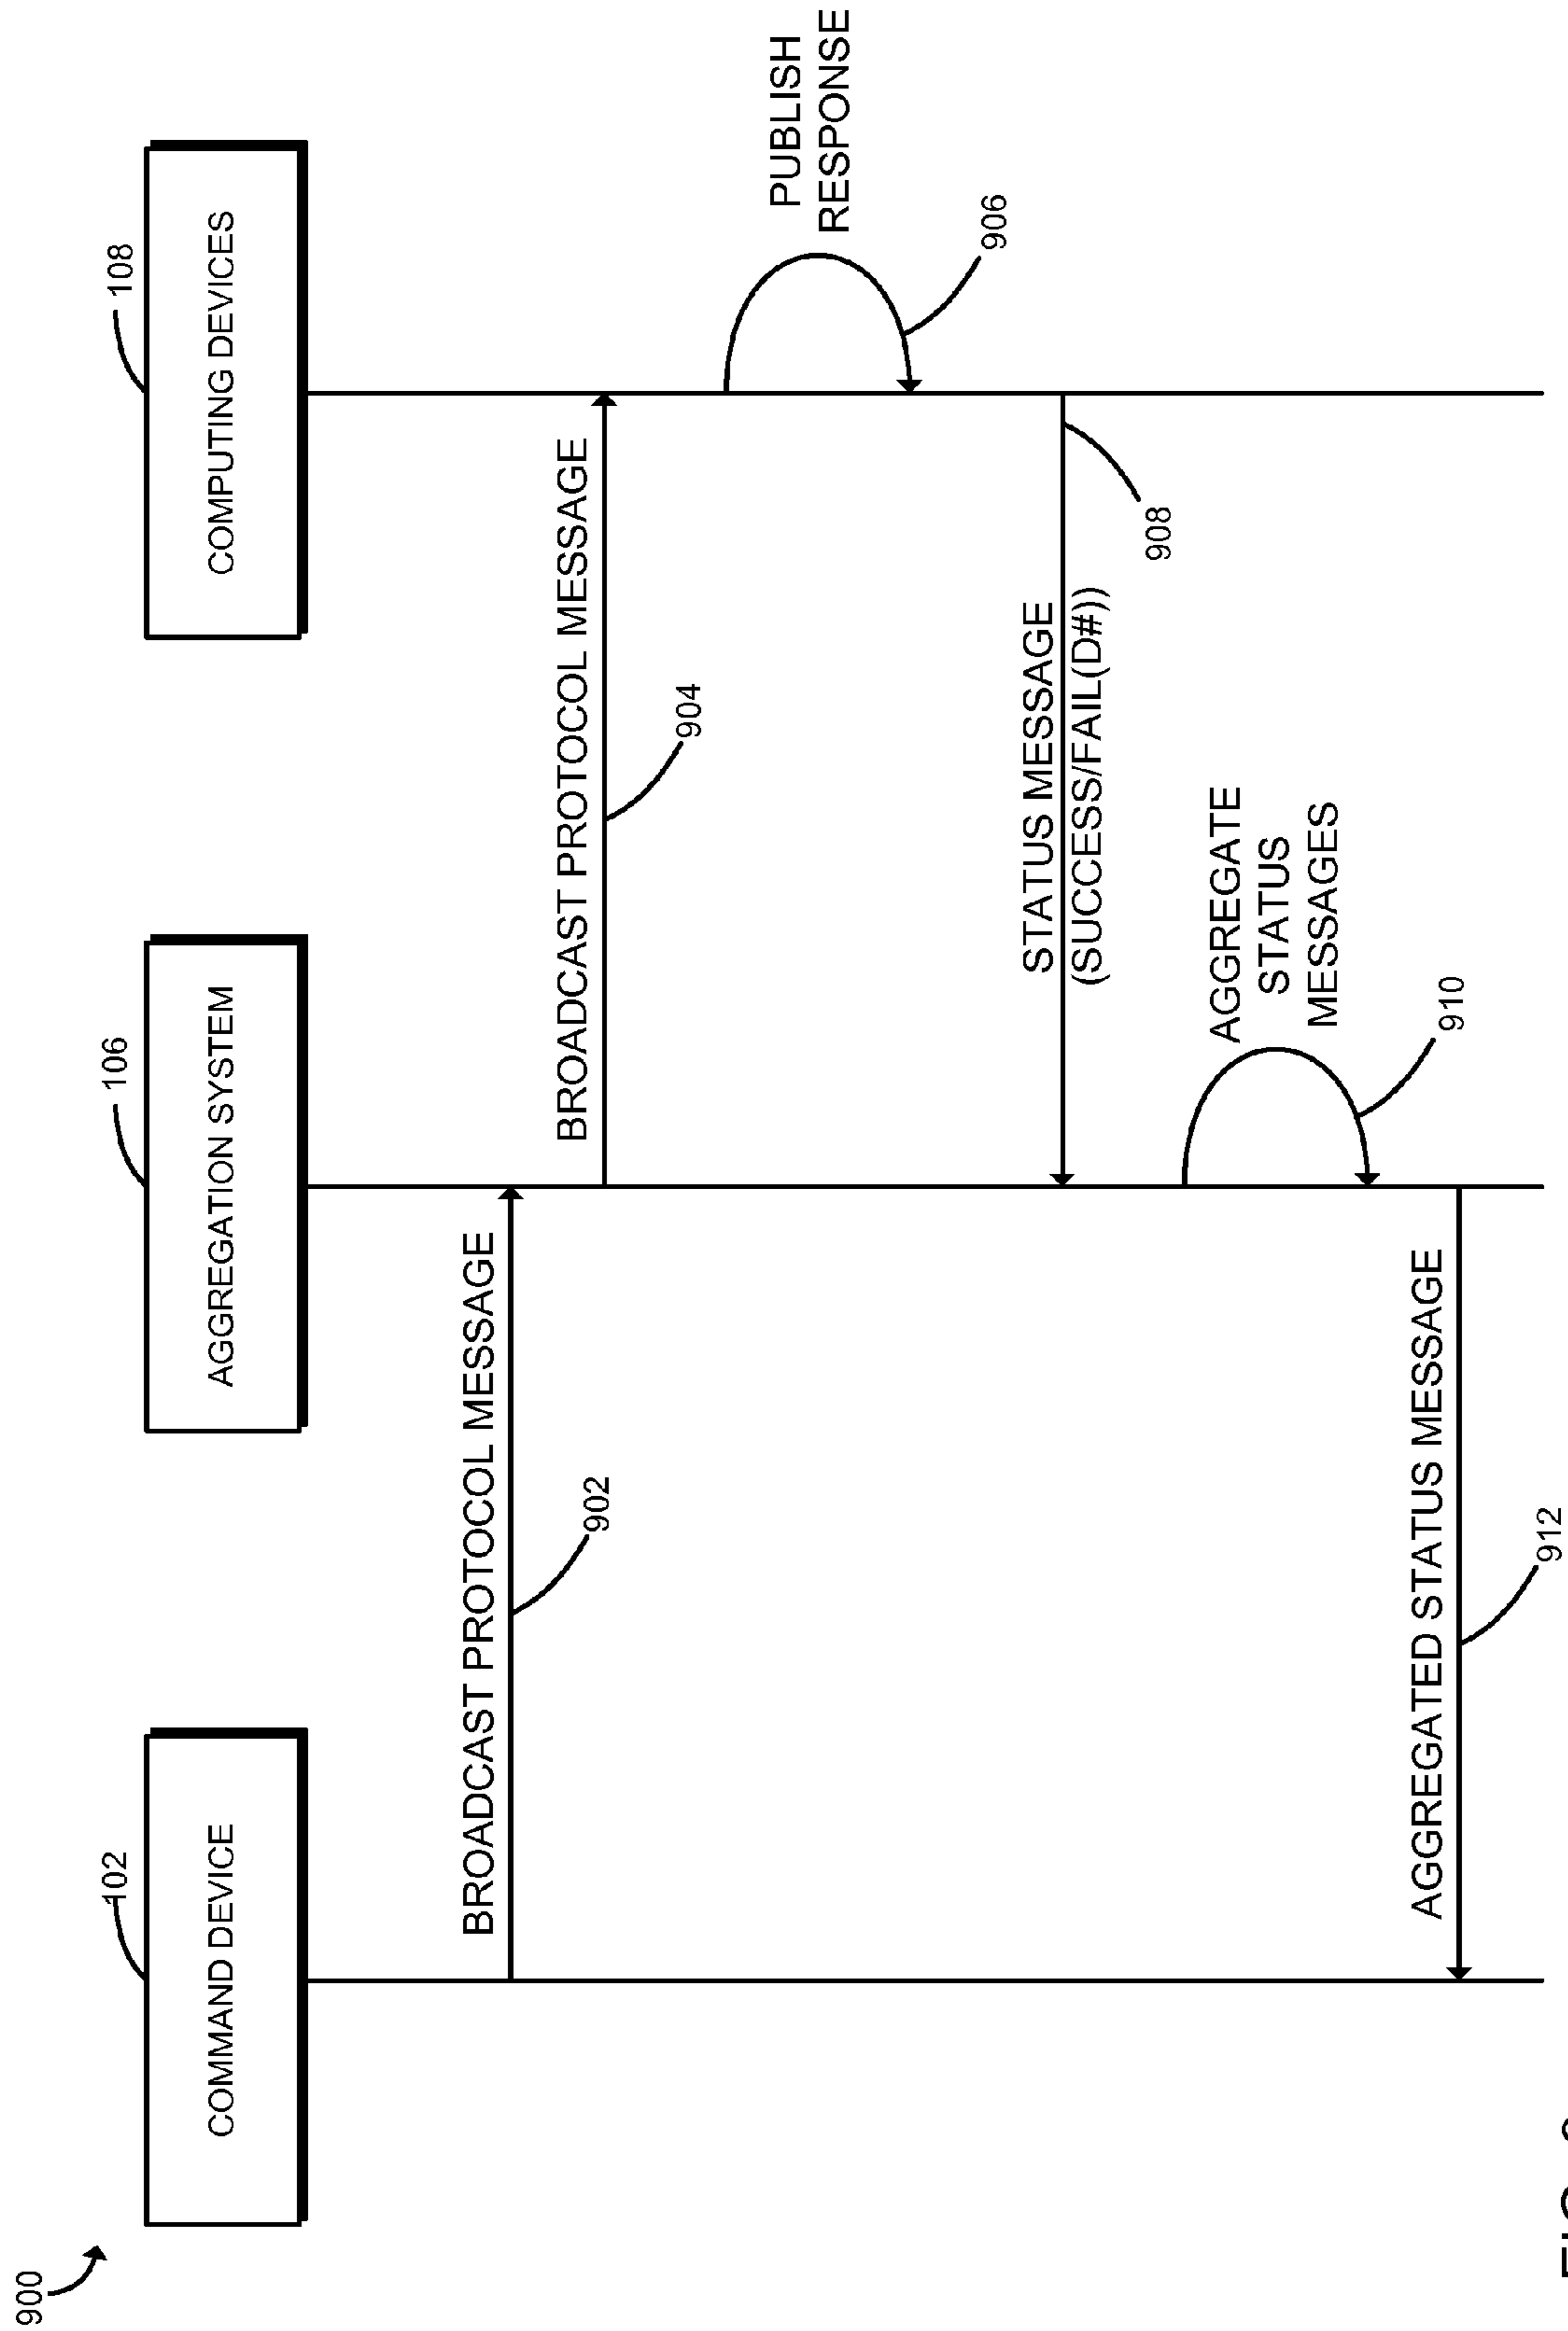 900
102
106
108
COMMAND DEVICE
AGGREGATION SYSTEM
COMPUTING DEVICES
BROADCAST PROTOCOL MESSAGE
902
BROADCAST PROTOCOL MESSAGE
904
PUBLISH
RESPONSE
906
STATUS MESSAGE
(SUCCESS/FAIL(D#))
908
AGGREGATE
STATUS
MESSAGES
910
AGGREGATED STATUS MESSAGE
912